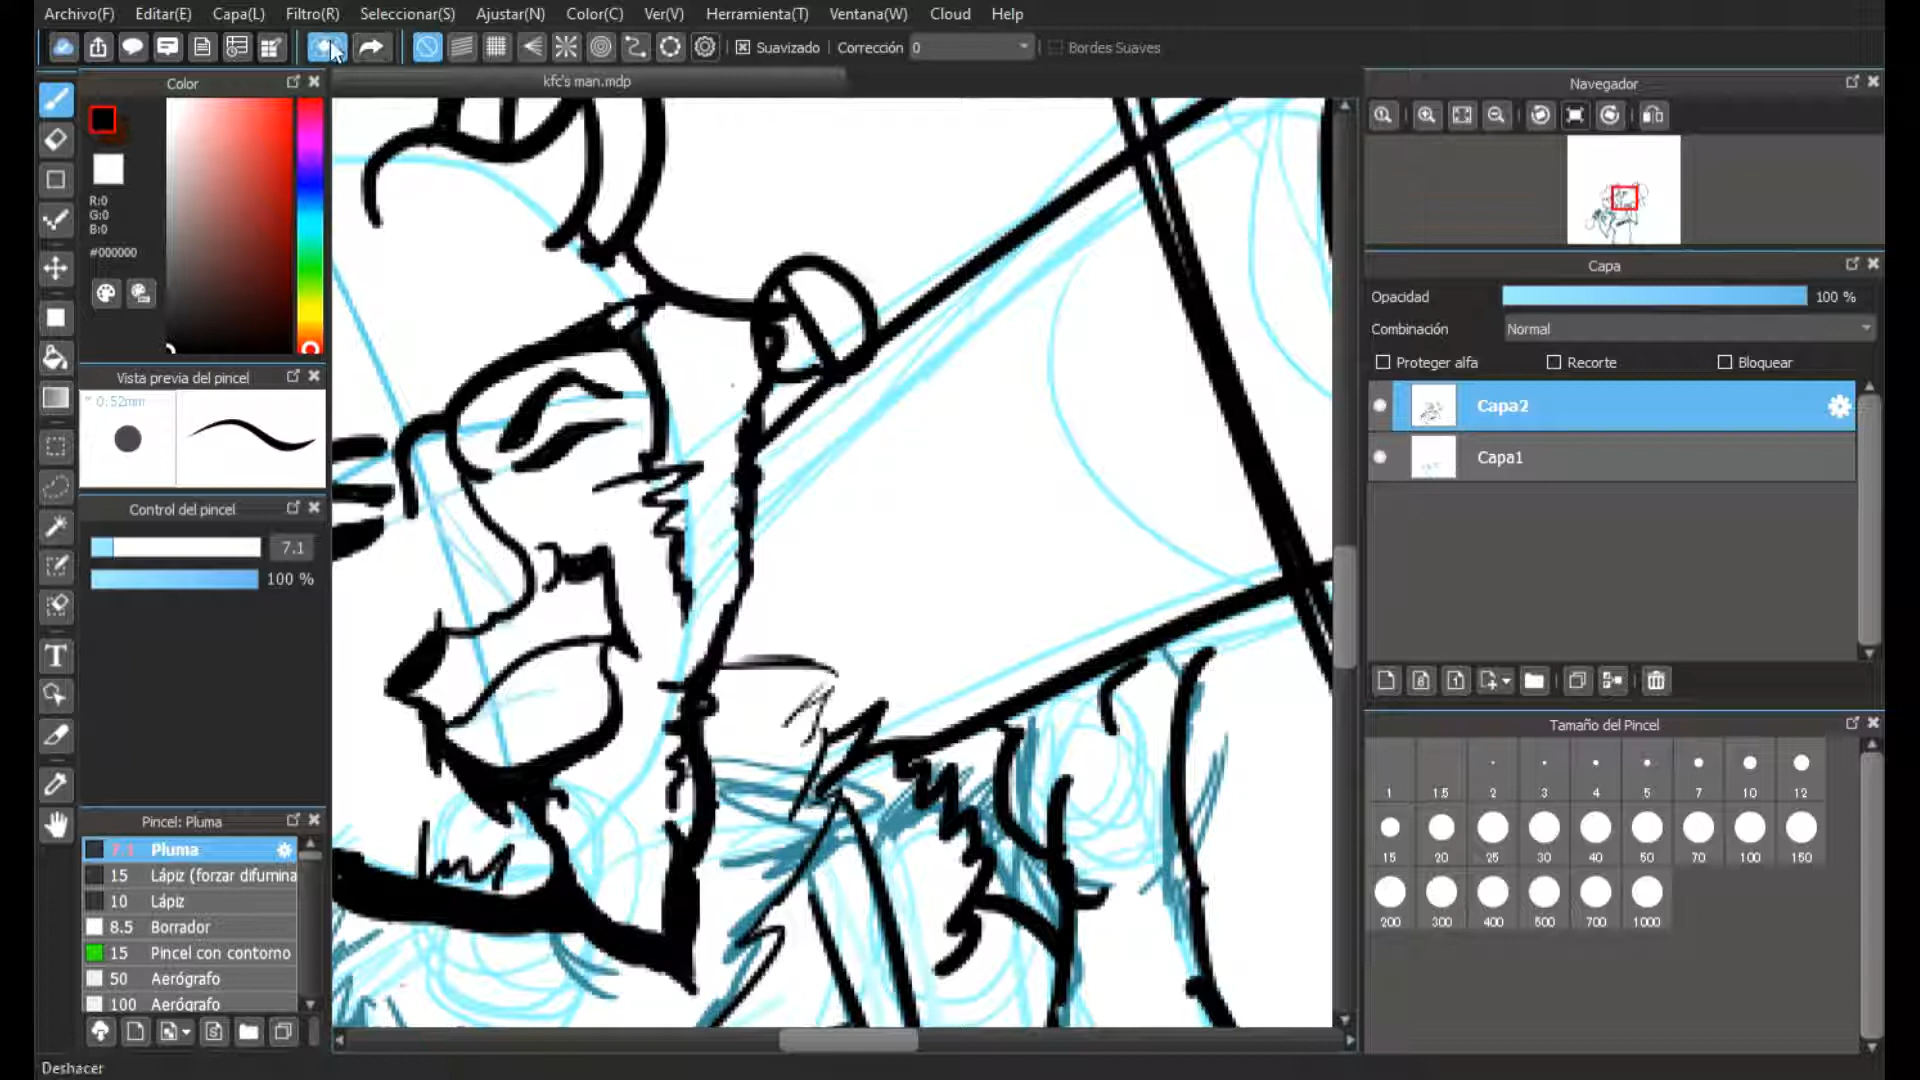 Archivo(F) Editar(E) Capa(L) Filtro(R) Seleccionar(S) Ajustar(N) Color(C) Ver(V) Herramienta(T) Ventana(W) Cloud Help
Suavizado Corrección 0 Bordes Suaves
Color
kfc's man.mdp
Navegador
R:0
G:0
B:0
#000000
Capa
Opacidad 100 %
Combinación Normal
Proteger alfa Recorte Bloquear
Capa2
Capa1
Vista previa del pincel
0.52mm
Control del pincel
7.1
100 %
T
Tamaño del Pincel
1 1.5 2 3 4 5 7 10 12
15 20 25 30 40 50 70 100 150
200 300 400 500 700 1000
Pincel: Pluma
7.1 Pluma
15 Lápiz (forzar difumina
10 Lápiz
8.5 Borrador
15 Pincel con contorno
50 Aerógrafo
100 Aerógrafo
Deshacer